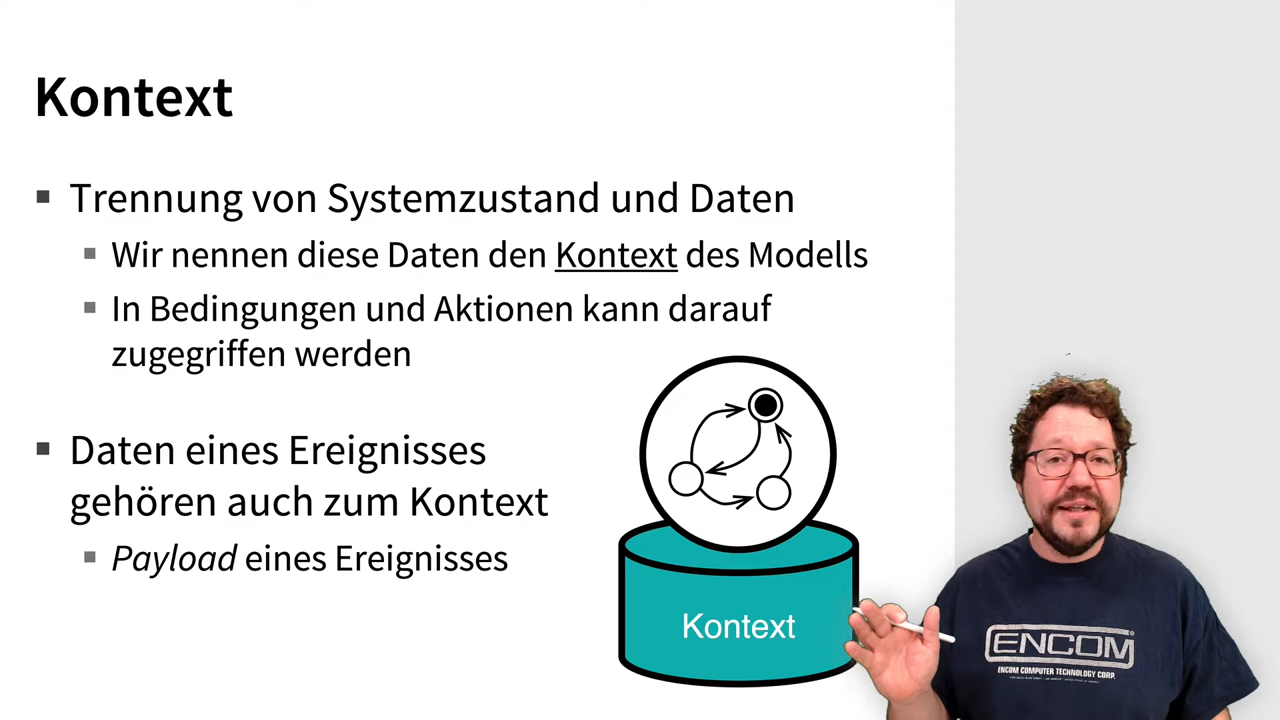 Kontext
Trennung von Systemzustand und Daten
Wir nennen diese Daten den Kontext des Modells
In Bedingungen und Aktionen kann darauf
zugegriffen werden
Daten eines Ereignisses
gehören auch zum Kontext
Payload eines Ereignisses
Kontext
ENCOM
ENCOM COMPUTER TECHNOLOGY CORP.